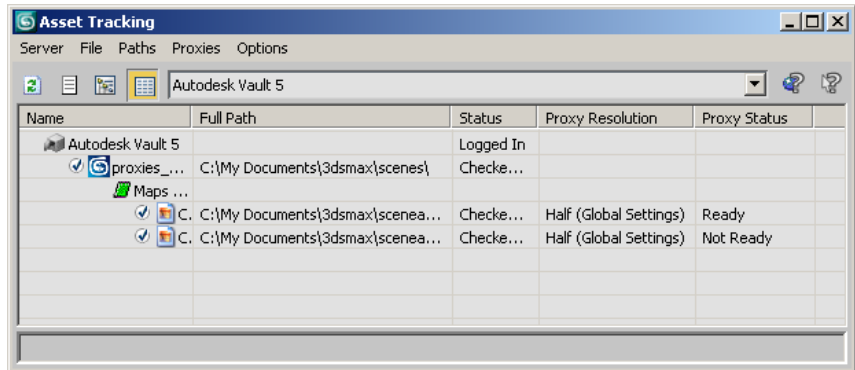 Asset Tracking
Server File Paths Proxies Options
Autodesk Vault 5
Name Full Path Status Proxy Resolution Proxy Status
Autodesk Vault 5 Logged In
proxies_... C:\My Documents\3dsmax\scenes\ Checke...
Maps ...
C. C:\My Documents\3dsmax\scenea... Checke... Half (Global Settings) Ready
C. C:\My Documents\3dsmax\scenea... Checke... Half (Global Settings) Not Ready